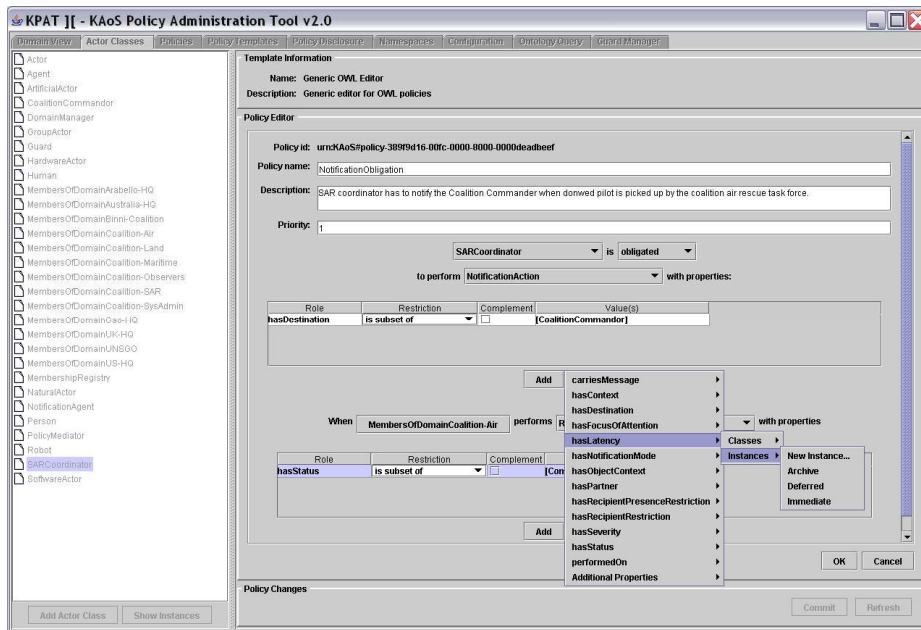 KPAT ][ - KAoS Policy Administration Tool v2.0
Domain View Actor Classes Policies Policy Templates Policy Disclosure Namespaces Configuration Ontology Query Guard Manager
Actor
Agent
ArtificialActor
CoalitionCommandor
DomainManager
GroupActor
Guard
HardwareActor
Human
MembersOfDomainArabello-HQ
MembersOfDomainAustralia-HQ
MembersOfDomainBinni-Coalition
MembersOfDomainCoalition-Air
MembersOfDomainCoalition-Land
MembersOfDomainCoalition-Maritime
MembersOfDomainCoalition-Observers
MembersOfDomainCoalition-SAR
MembersOfDomainCoalition-SysAdmin
MembersOfDomainGao-HQ
MembersOfDomainUK-HQ
MembersOfDomainUNSGO
MembersOfDomainUS-HQ
MembershipRegistry
NaturalActor
NotificationAgent
Person
PolicyMediator
Robot
SARCoordinator
SoftwareActor
Add Actor Class Show Instances
Template Information
Name: Generic OWL Editor
Description: Generic editor for OWL policies
Policy Editor
Policy id: urn:KAoS#policy-389f9d16-00fc-0000-8000-0000deadbeef
Policy name: NotificationObligation
Description: SAR coordinator has to notify the Coalition Commander when donwed pilot is picked up by the coalition air rescue task force.
Priority: 1
SARCoordinator is obligated
to perform NotificationAction with properties:
Role Restriction Complement Value(s)
hasDestination is subset of [CoalitionCommandor]
Add
When MembersOfDomainCoalition-Air performs R with properties
Role Restriction Complement
hasStatus is subset of [Com
Add
carriesMessage
hasContext
hasDestination
hasFocusOfAttention
hasLatency
hasNotificationMode
hasObjectContext
hasPartner
hasRecipientPresenceRestriction
hasRecipientRestriction
hasSeverity
hasStatus
performedOn
Additional Properties
Classes
Instances
New Instance...
Archive
Deferred
Immediate
OK Cancel
Policy Changes
Commit Refresh